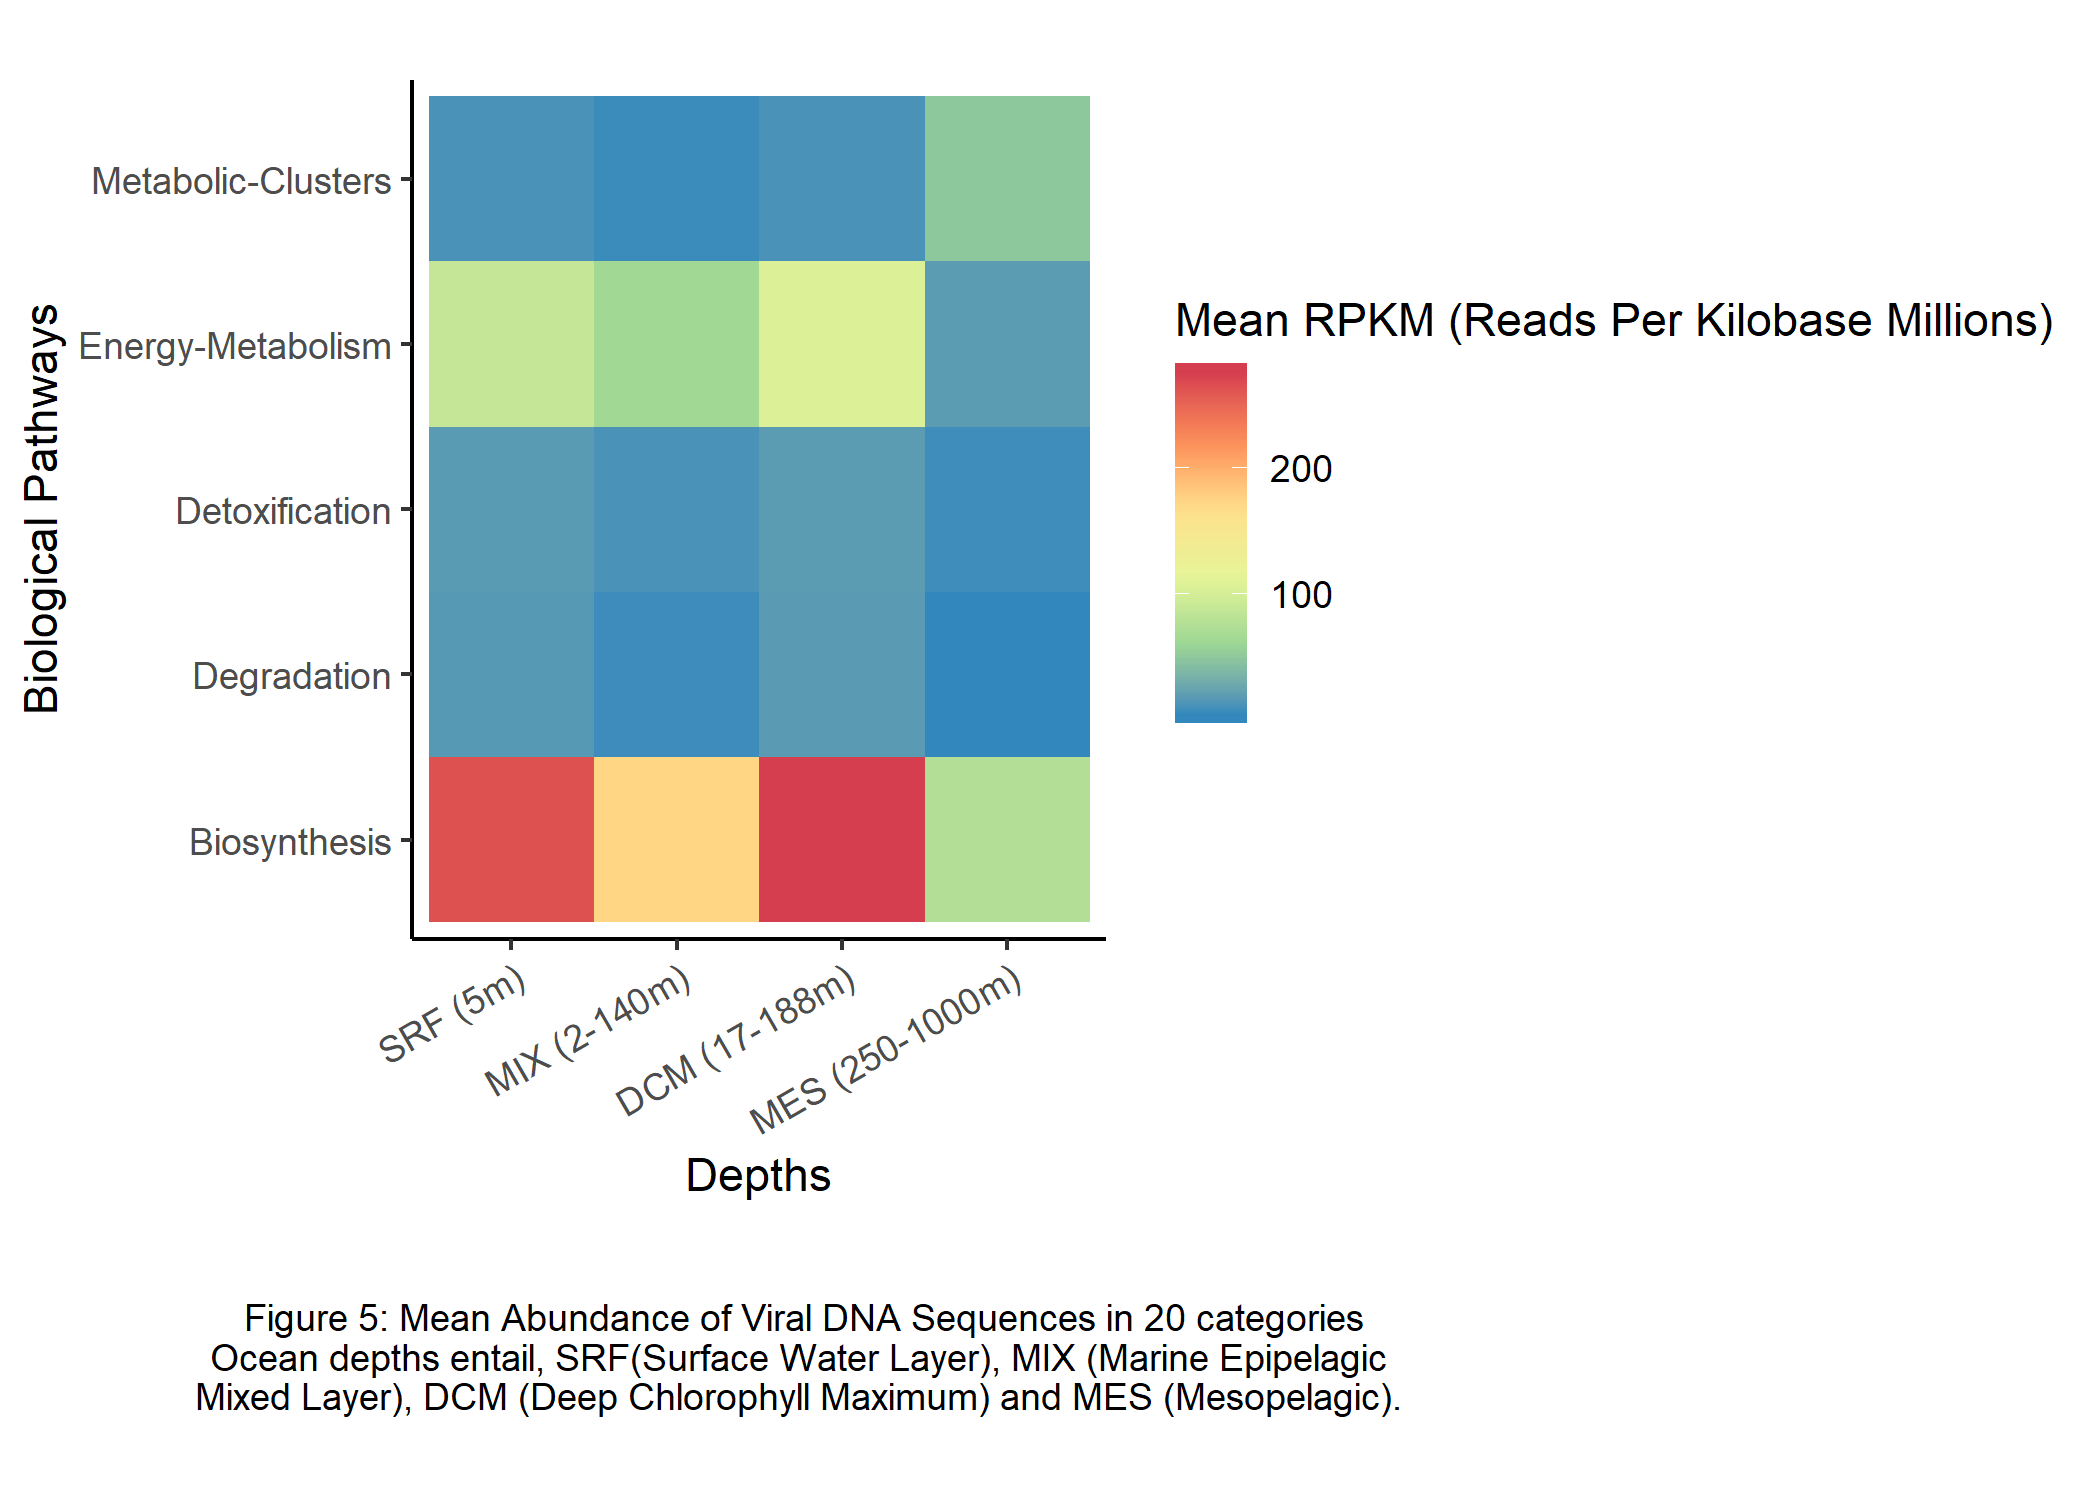 Biological Pathways
Metabolic-Clusters
Energy-Metabolism
Detoxification
Degradation
Biosynthesis
SRF (5m)
MIX (2-140m)
DCM (17-188m)
MES (250-1000m)
Depths
Mean RPKM (Reads Per Kilobase Millions)
200
100
Figure 5: Mean Abundance of Viral DNA Sequences in 20 categories
Ocean depths entail, SRF(Surface Water Layer), MIX (Marine Epipelagic
Mixed Layer), DCM (Deep Chlorophyll Maximum) and MES (Mesopelagic).